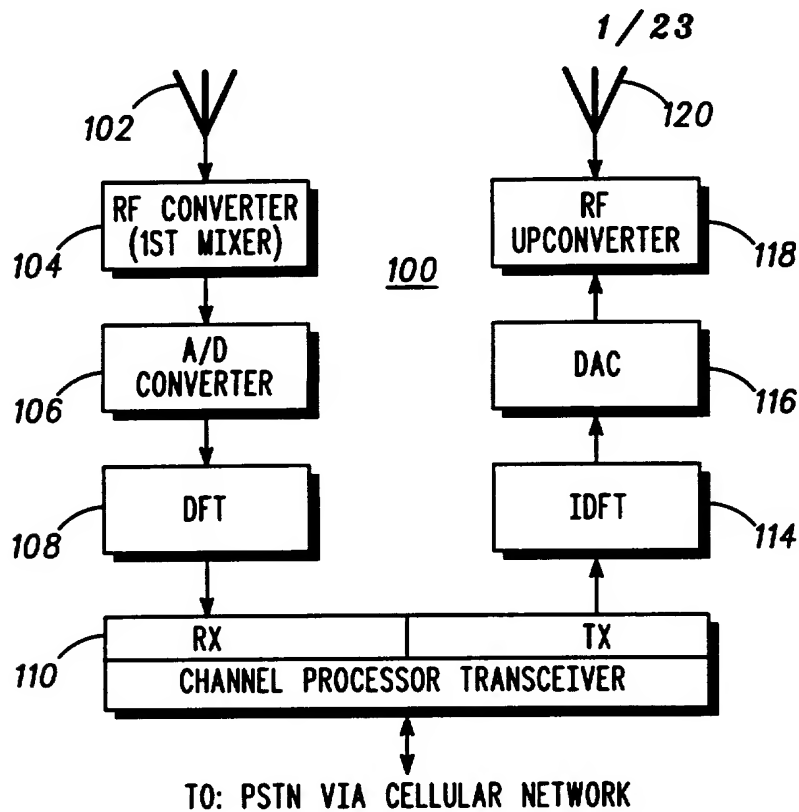 1/23
102
120
RF CONVERTER
(1ST MIXER)
104
100
RF
UPCONVERTER
118
A/D
CONVERTER
106
DAC
116
DFT
108
IDFT
114
RX
TX
110
CHANNEL PROCESSOR TRANSCEIVER
TO: PSTN VIA CELLULAR NETWORK